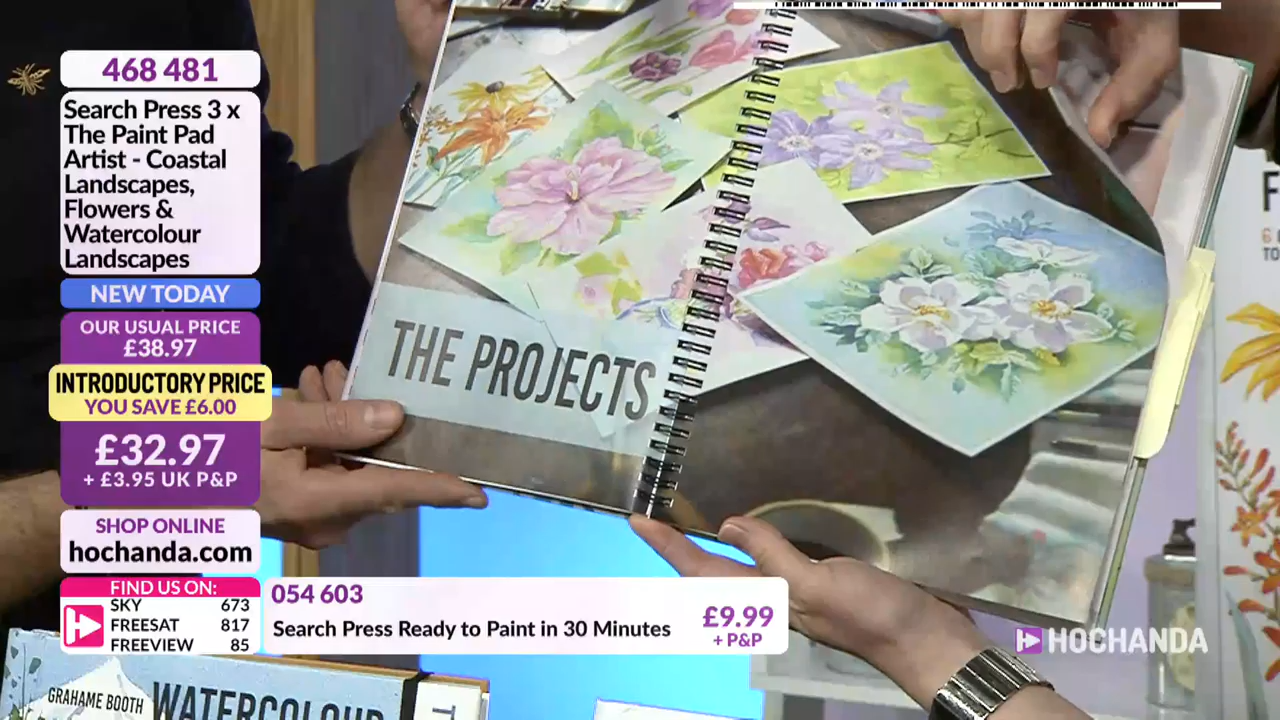 468 481
Search Press 3 x
The Paint Pad
Artist - Coastal
Landscapes,
Flowers &
Watercolour
Landscapes
NEW TODAY
OUR USUAL PRICE
£38.97
INTRODUCTORY PRICE
YOU SAVE £6.00
£32.97
+ £3.95 UK P&P
SHOP ONLINE
hochanda.com
FIND US ON:
SKY 673
FREESAT 817
FREEVIEW 85
054 603
Search Press Ready to Paint in 30 Minutes
£9.99
+ P&P
THE PROJECTS
HOCHANDA
GRAHAME BOOTH
WATERCOLOUR